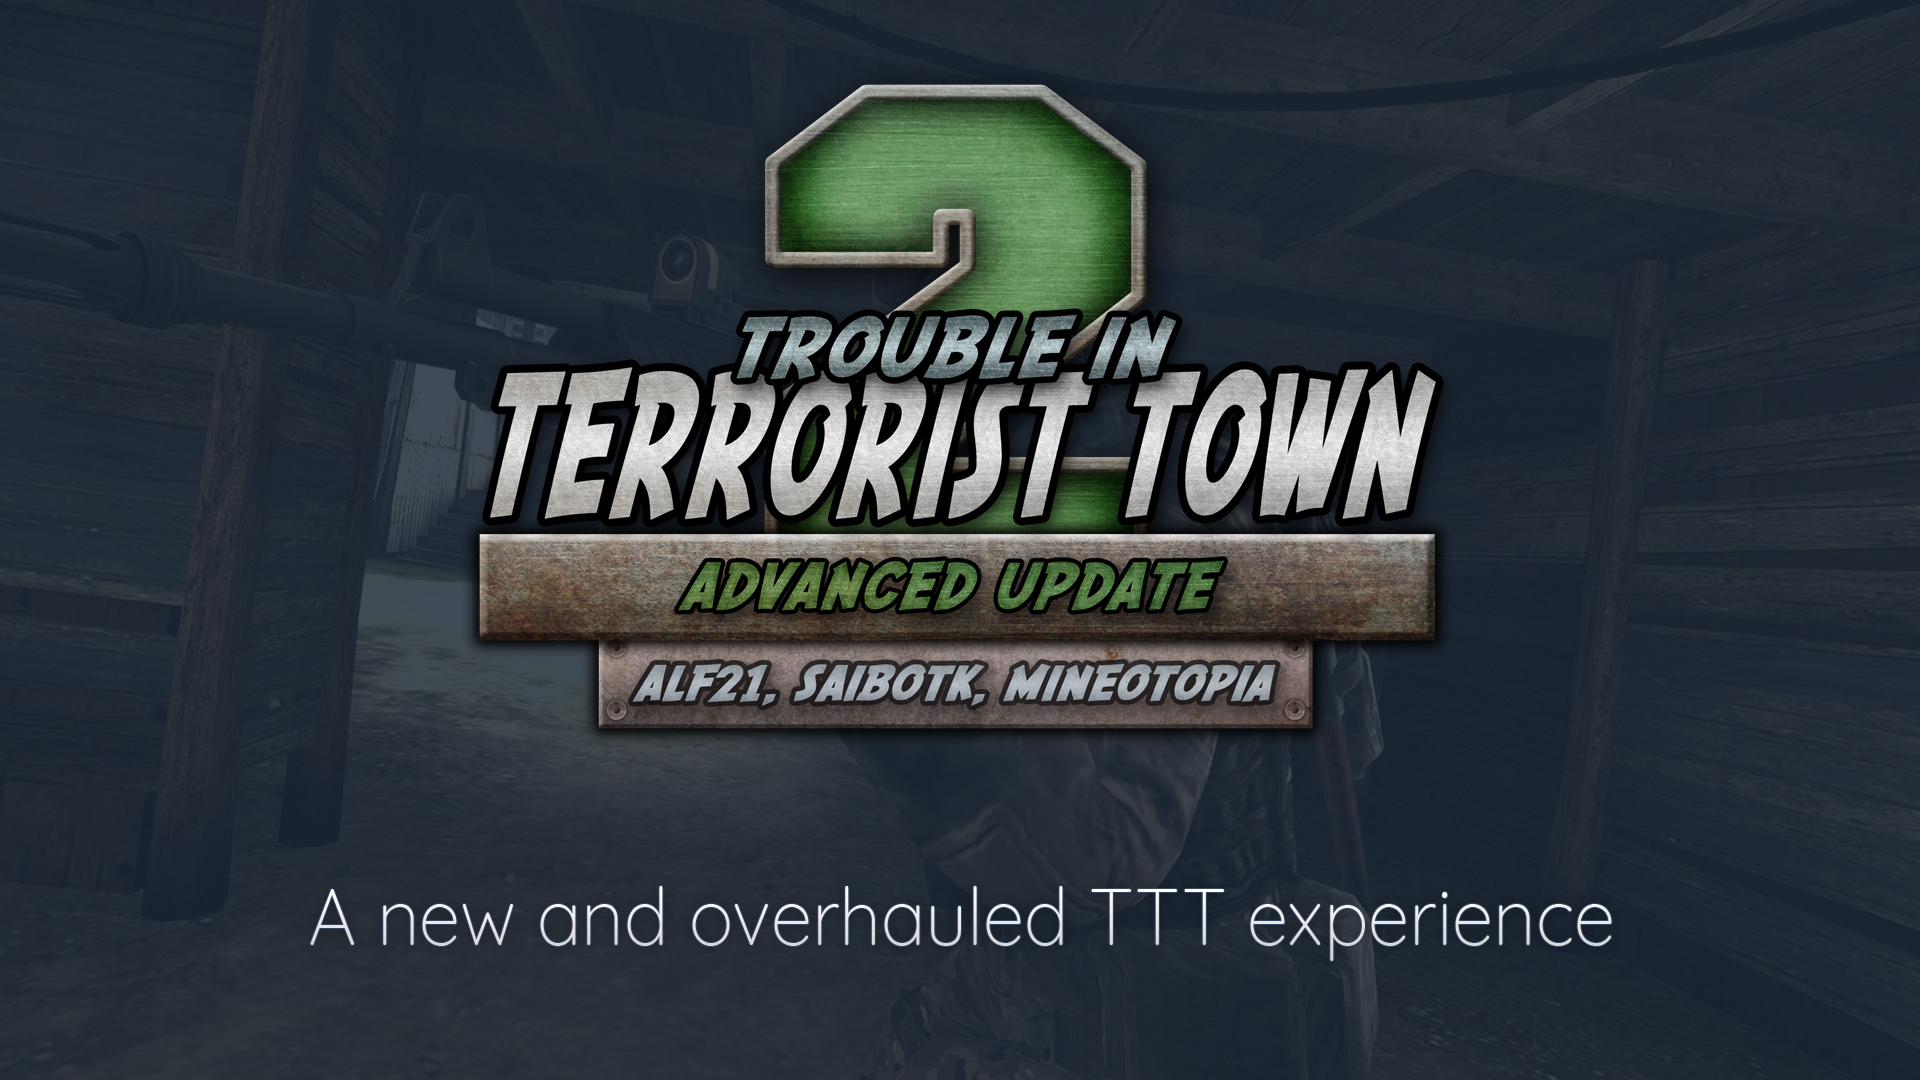 2
TROUBLE IN
TERRORIST TOWN
ADVANCED UPDATE
ALF21, SAIBOTK, MINEOTOPIA
A new and overhauled TTT experience